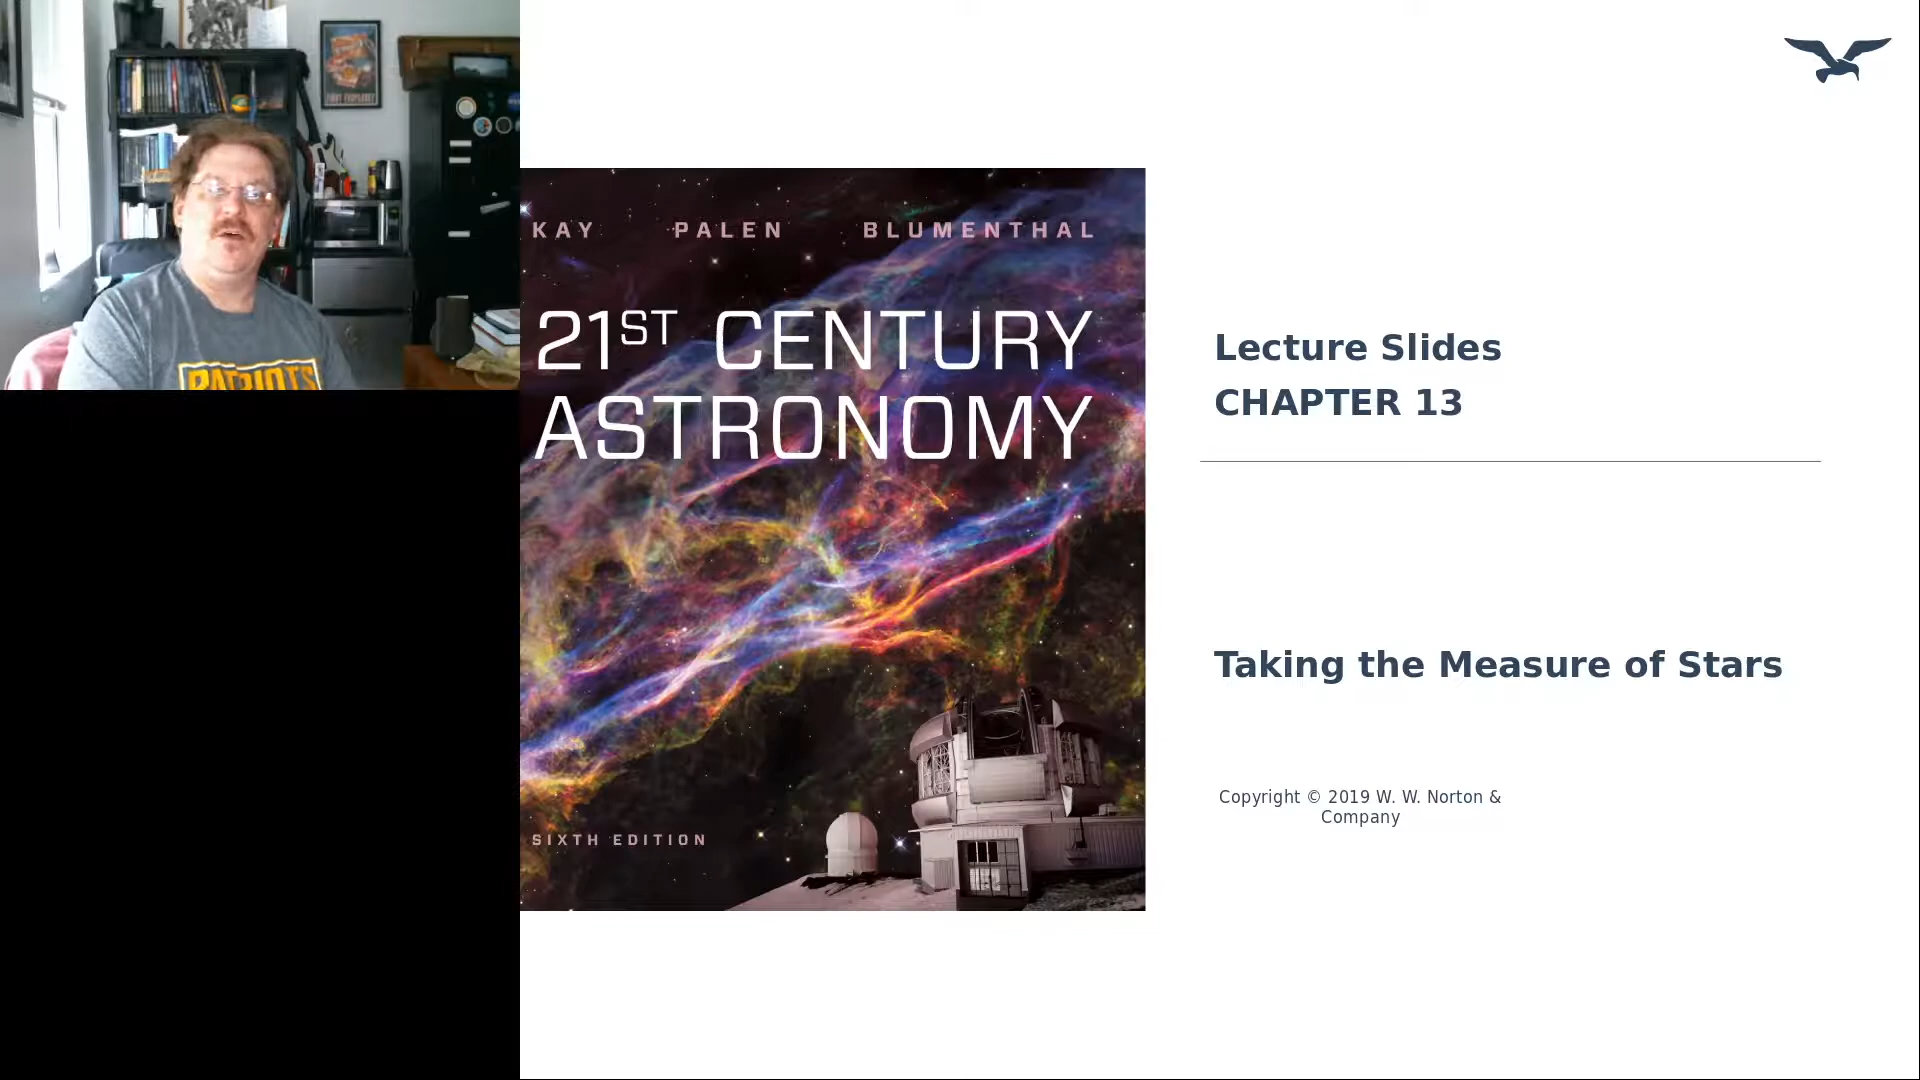 PATRIOTS
KAY PALEN BLUMENTHAL
21ST CENTURY
ASTRONOMY
SIXTH EDITION
Lecture Slides
CHAPTER 13
Taking the Measure of Stars
Copyright © 2019 W. W. Norton &
Company